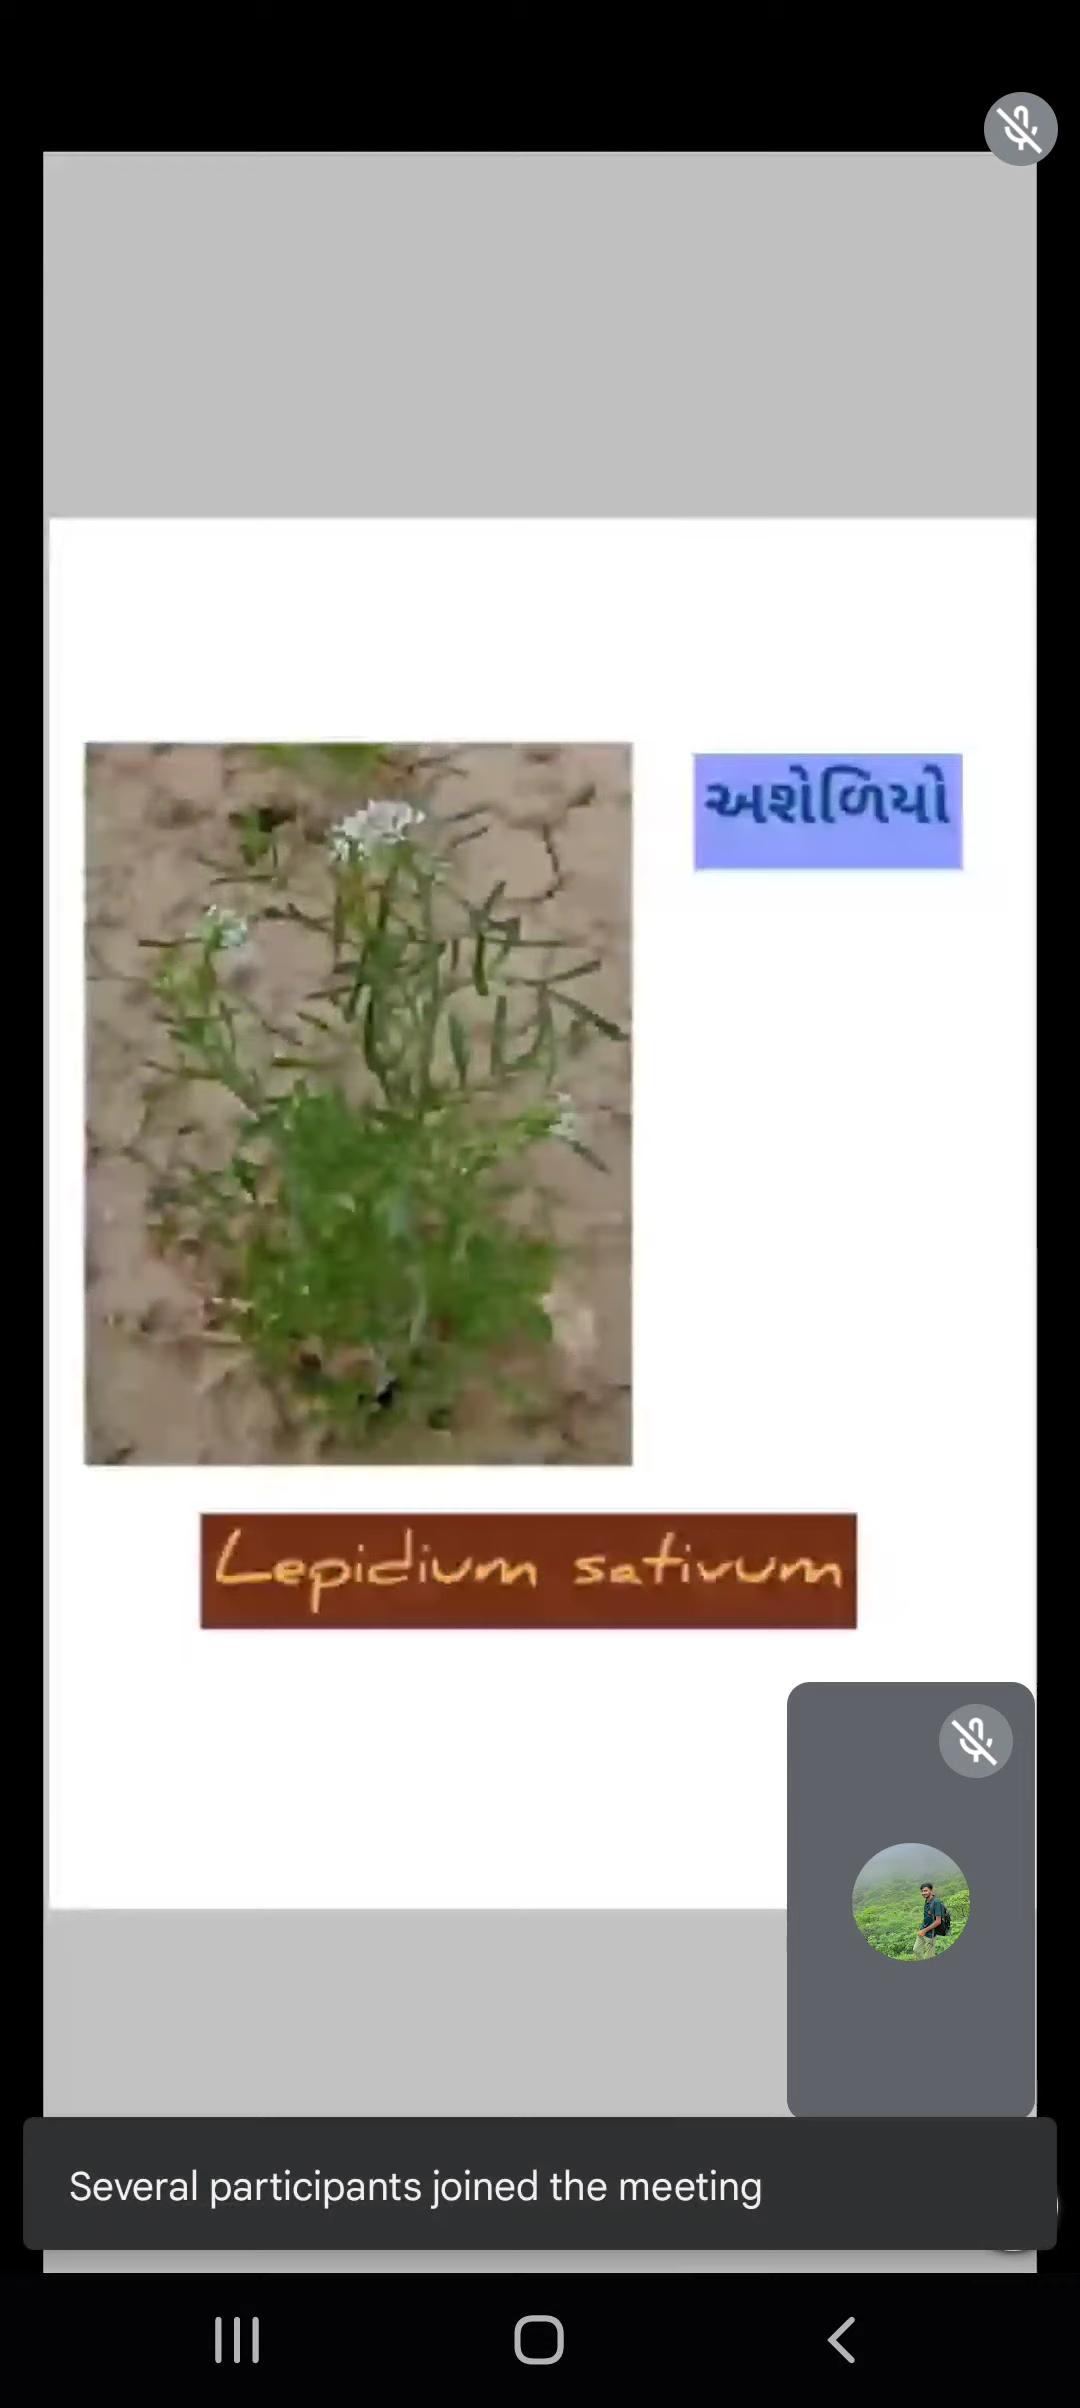 અશેળિયો
Lepidium sativum
Several participants joined the meeting